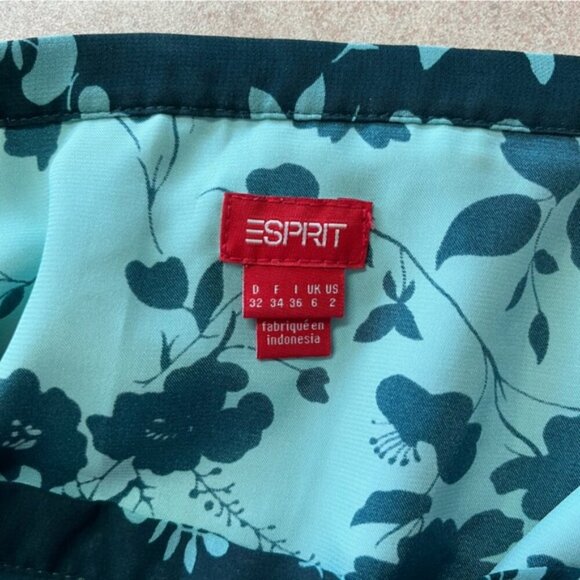 ESPRIT
D F I UK US
32 34 36 6 2
fabriqué en
indonesia